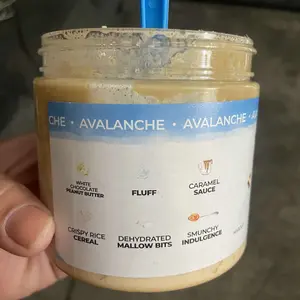 CHE • AVALANCHE • AVALANCHE •
WHITE
CHOCOLATE
PEANUT BUTTER
FLUFF
CARAMEL
SAUCE
CRISPY RICE
CEREAL
DEHYDRATED
MALLOW BITS
SMUNCHY
INDULGENCE